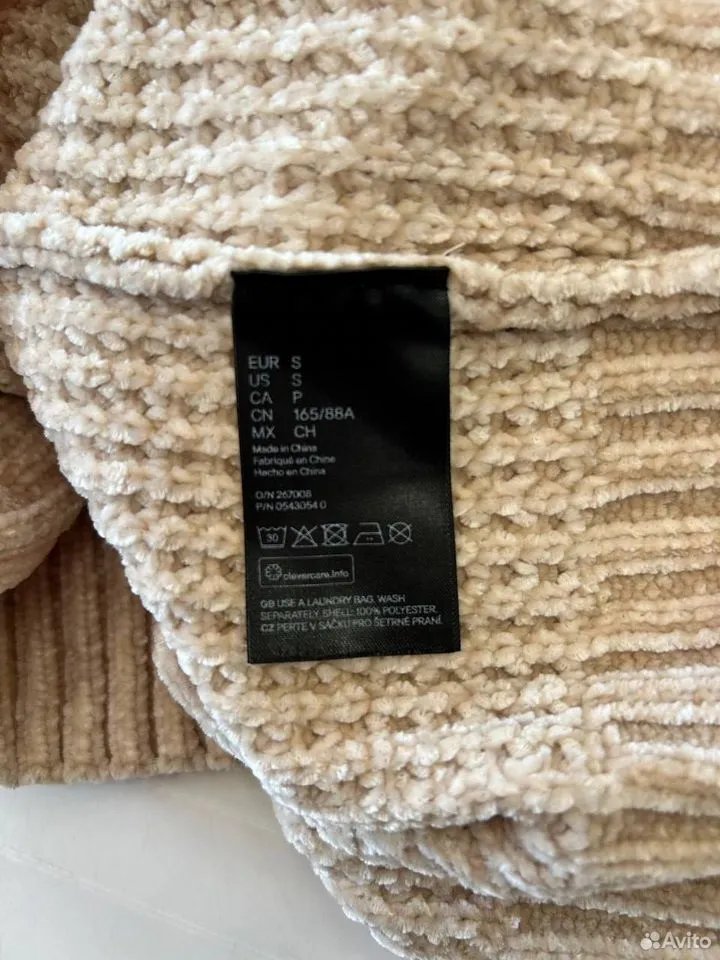 EUR S
US S
CA P
CN 165/88A
MX CH
Made in China
Fabriqué en Chine
Hecho en China
O/N 267008
P/N 0543054 0
30
clevercare.info
GB USE A LAUNDRY BAG. WASH
SEPARATELY. SHELL: 100% POLYESTER.
CZ PERTE V SÁČKU PRO ŠETRNÉ PRANÍ.
Avito